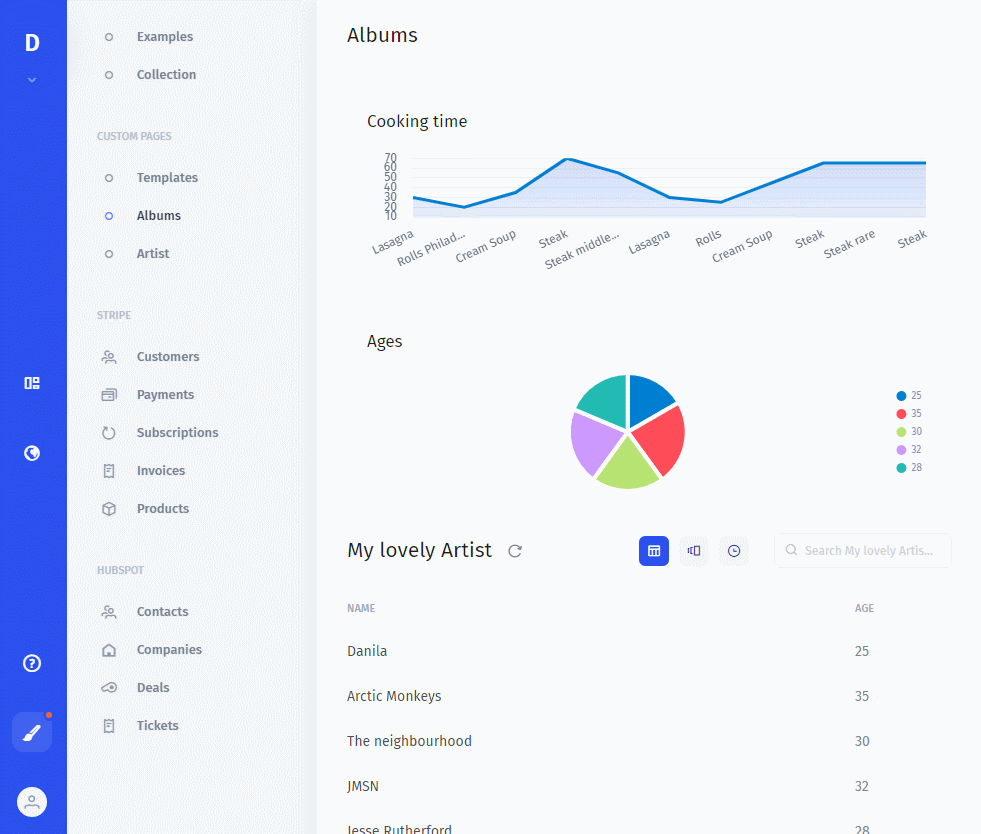 D
Examples
Collection
CUSTOM PAGES
Templates
Albums
Artist
STRIPE
Customers
Payments
Subscriptions
Invoices
Products
HUBSPOT
Contacts
Companies
Deals
Tickets
Albums
Cooking time
70
60
50
40
30
20
10
Lasagna
Rolls Philad...
Cream Soup
Steak
Steak middle...
Lasagna
Rolls
Cream Soup
Steak
Steak rare
Steak
Ages
25
35
30
32
28
My lovely Artist
Search My lovely Artis...
NAME AGE
Danila 25
Arctic Monkeys 35
The neighbourhood 30
JMSN 32
Jesse Rutherford 28